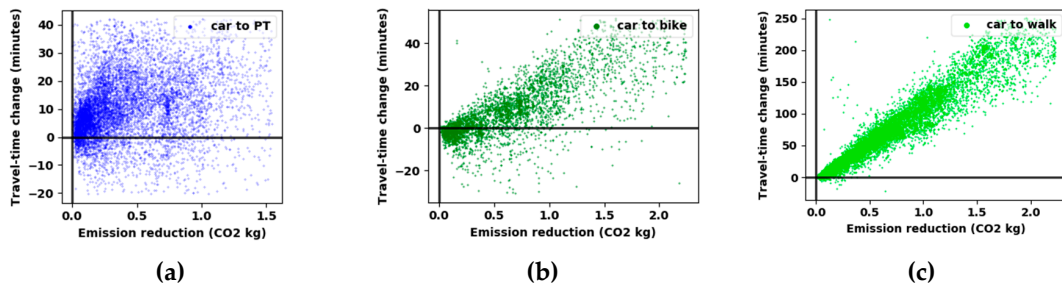 car to PT
Travel-time change (minutes)
40
30
20
10
0
−10
−20
0.0 0.5 1.0 1.5
Emission reduction (CO2 kg)
(a)
car to bike
Travel-time change (minutes)
40
20
0
−20
0.0 0.5 1.0 1.5 2.0
Emission reduction (CO2 kg)
(b)
car to walk
Travel-time change (minutes)
250
200
150
100
50
0
0.0 0.5 1.0 1.5 2.0
Emission reduction (CO2 kg)
(c)